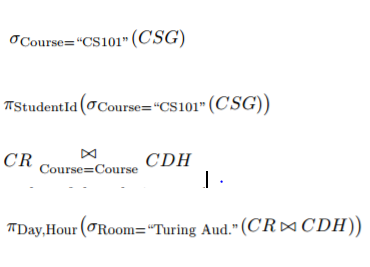 σCourse=“CS101”(CSG)
πStudentId(σCourse=“CS101”(CSG))
CR ⋈Course=Course CDH
πDay,Hour(σRoom=“Turing Aud.”(CR ⋈ CDH))